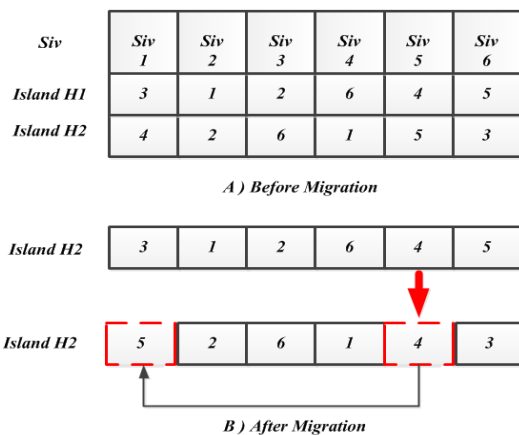 Siv Siv 1 Siv 2 Siv 3 Siv 4 Siv 5 Siv 6
Island H1 3 1 2 6 4 5
Island H2 4 2 6 1 5 3
A ) Before Migration
Island H2 3 1 2 6 4 5
Island H2 5 2 6 1 4 3
B ) After Migration